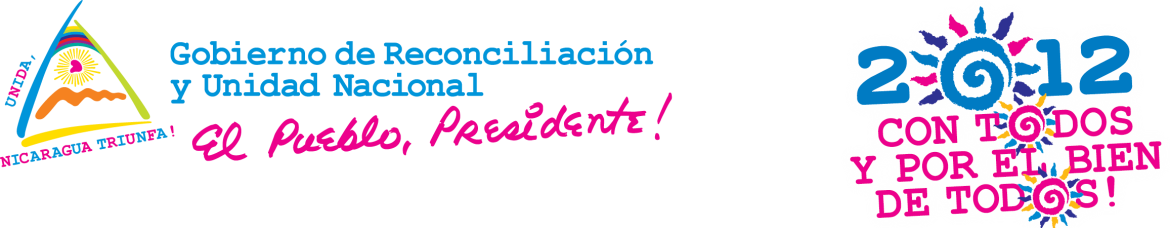 UNIDA,
NICARAGUA TRIUNFA!
Gobierno de Reconciliación
y Unidad Nacional
El Pueblo, Presidente!
2012
CON TODOS
Y POR EL BIEN
DE TODOS!